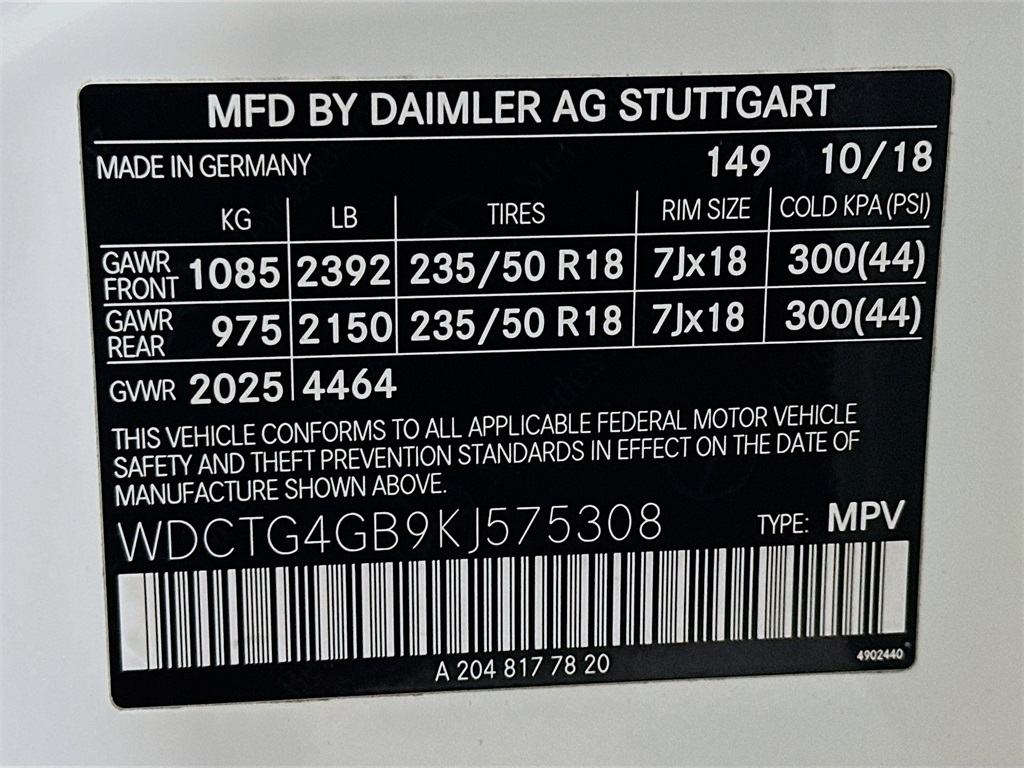 MFD BY DAIMLER AG STUTTGART
MADE IN GERMANY 149 10/18
KG LB TIRES RIM SIZE COLD KPA (PSI)
GAWR FRONT 1085 2392 235/50 R18 7Jx18 300(44)
GAWR REAR 975 2150 235/50 R18 7Jx18 300(44)
GVWR 2025 4464
THIS VEHICLE CONFORMS TO ALL APPLICABLE FEDERAL MOTOR VEHICLE
SAFETY AND THEFT PREVENTION STANDARDS IN EFFECT ON THE DATE OF
MANUFACTURE SHOWN ABOVE.
WDCTG4GB9KJ575308 TYPE: MPV
A 204 817 78 20 4902440